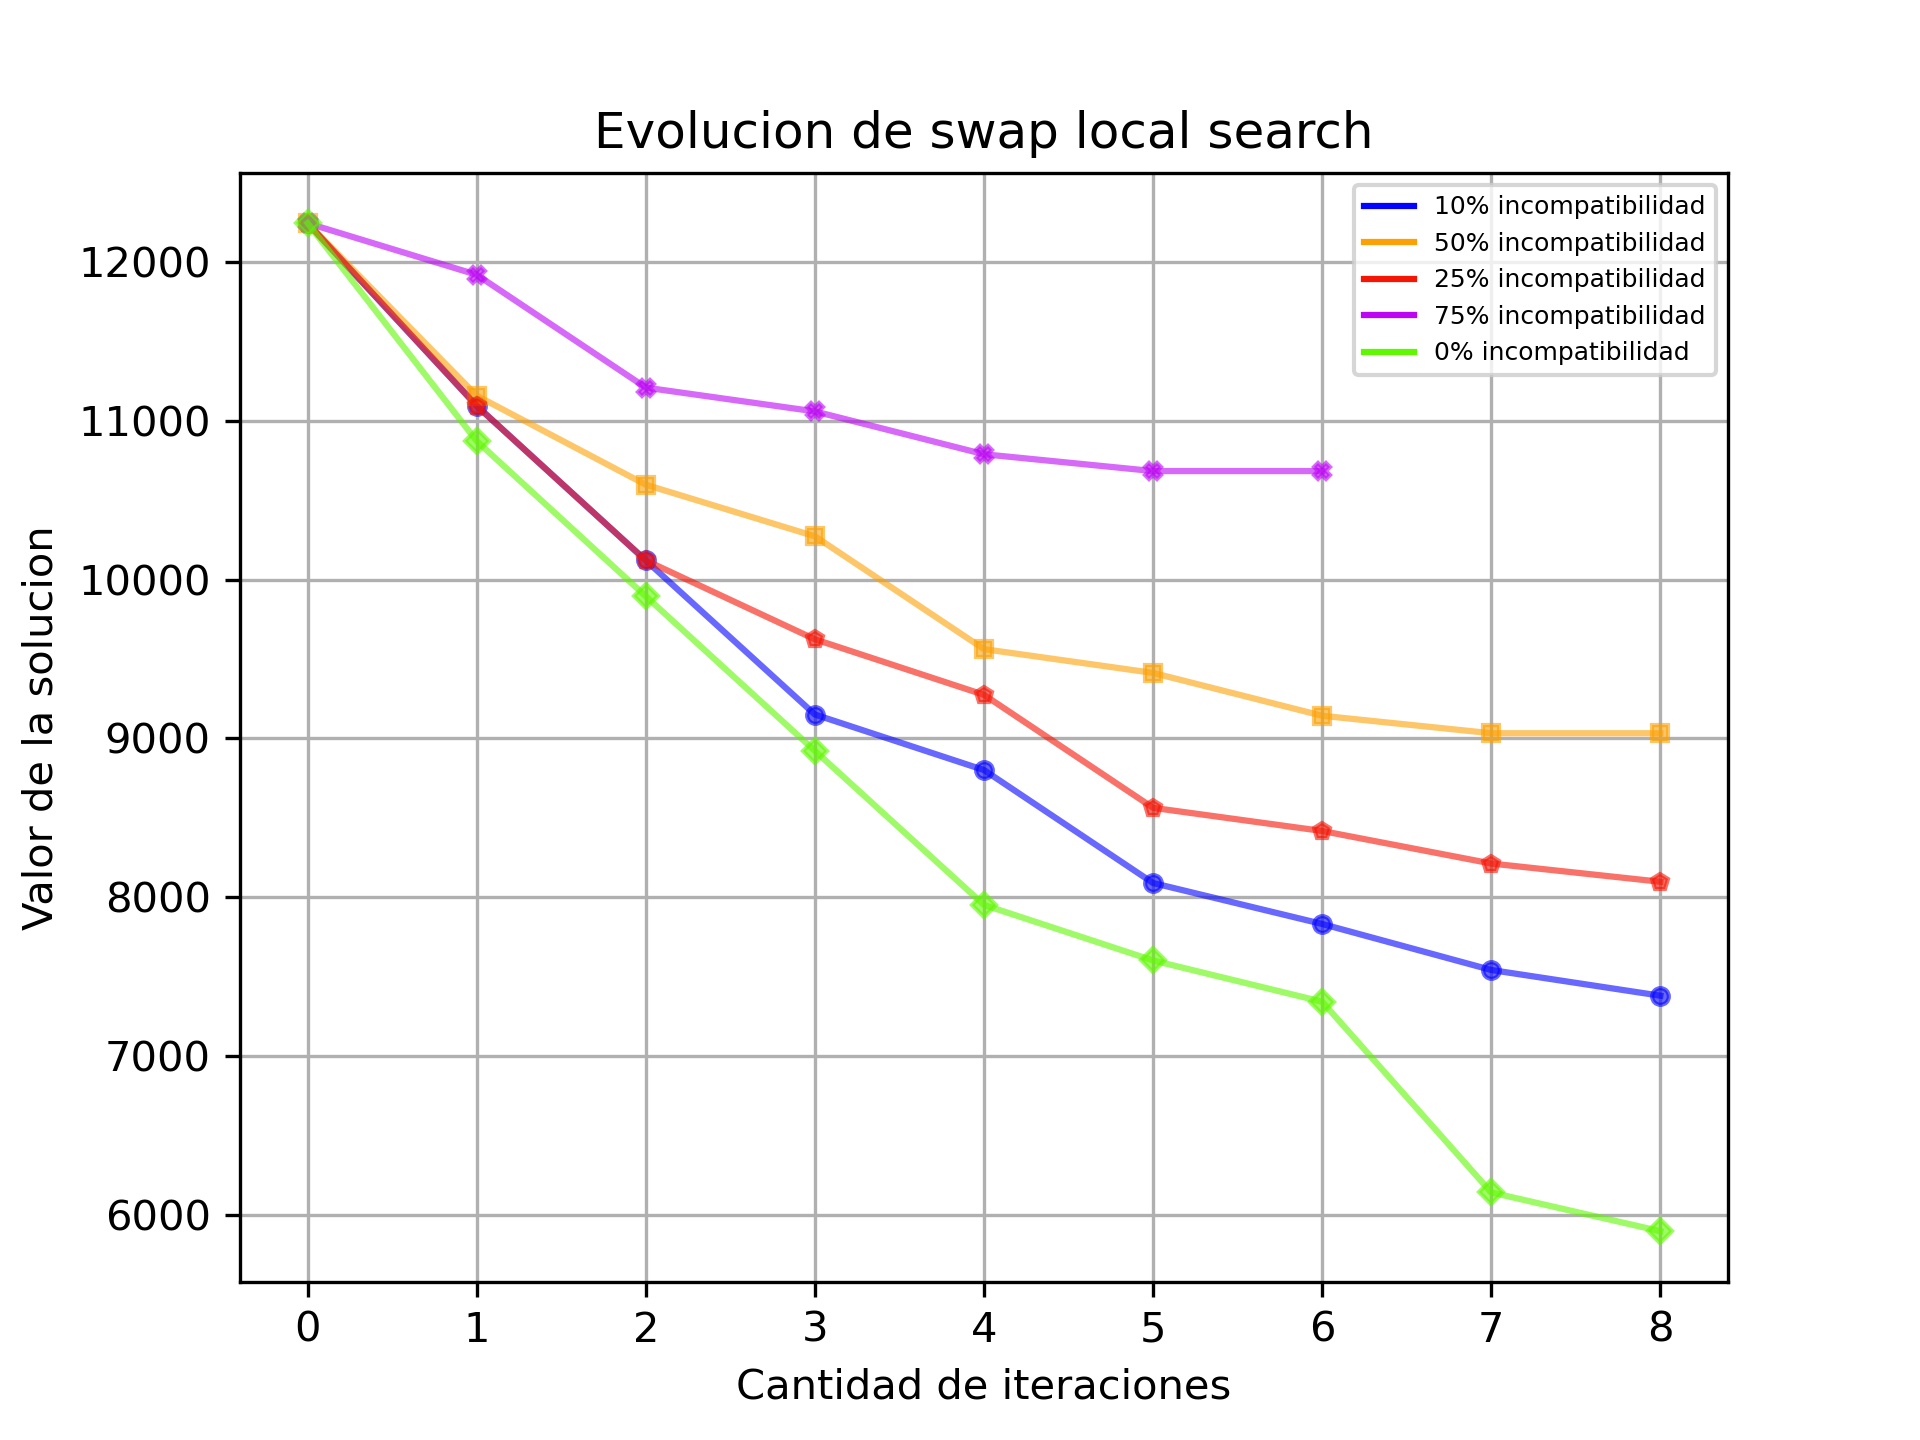 Evolucion de swap local search
10% incompatibilidad
50% incompatibilidad
25% incompatibilidad
75% incompatibilidad
0% incompatibilidad
Valor de la solucion
12000
11000
10000
9000
8000
7000
6000
0 1 2 3 4 5 6 7 8
Cantidad de iteraciones